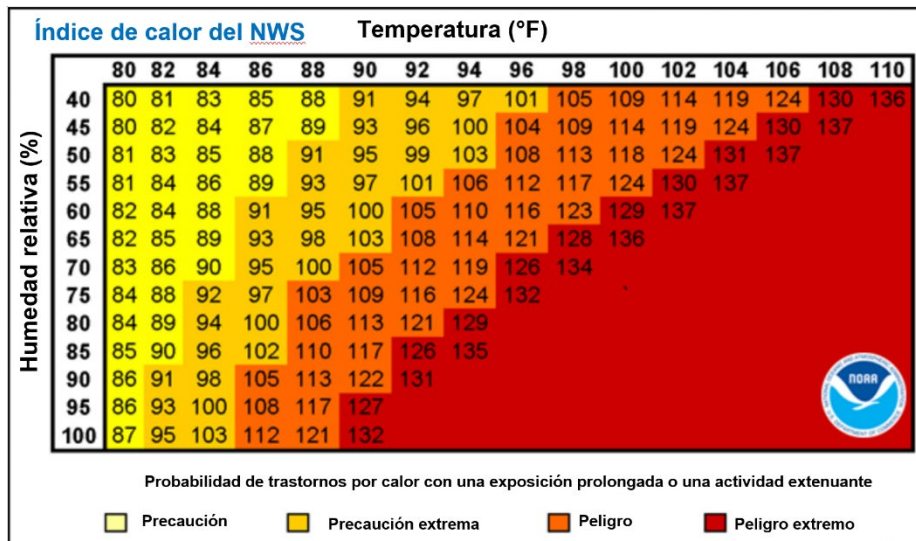 Índice de calor del NWS Temperatura (°F)
80 82 84 86 88 90 92 94 96 98 100 102 104 106 108 110
Humedad relativa (%)
40 80 81 83 85 88 91 94 97 101 105 109 114 119 124 130 136
45 80 82 84 87 89 93 96 100 104 109 114 119 124 130 137
50 81 83 85 88 91 95 99 103 108 113 118 124 131 137
55 81 84 86 89 93 97 101 106 112 117 124 130 137
60 82 84 88 91 95 100 105 110 116 123 129 137
65 82 85 89 93 98 103 108 114 121 128 136
70 83 86 90 95 100 105 112 119 126 134
75 84 88 92 97 103 109 116 124 132
80 84 89 94 100 106 113 121 129
85 85 90 96 102 110 117 126 135
90 86 91 98 105 113 122 131
95 86 93 100 108 117 127
100 87 95 103 112 121 132
NOAA
Probabilidad de trastornos por calor con una exposición prolongada o una actividad extenuante
Precaución Precaución extrema Peligro Peligro extremo